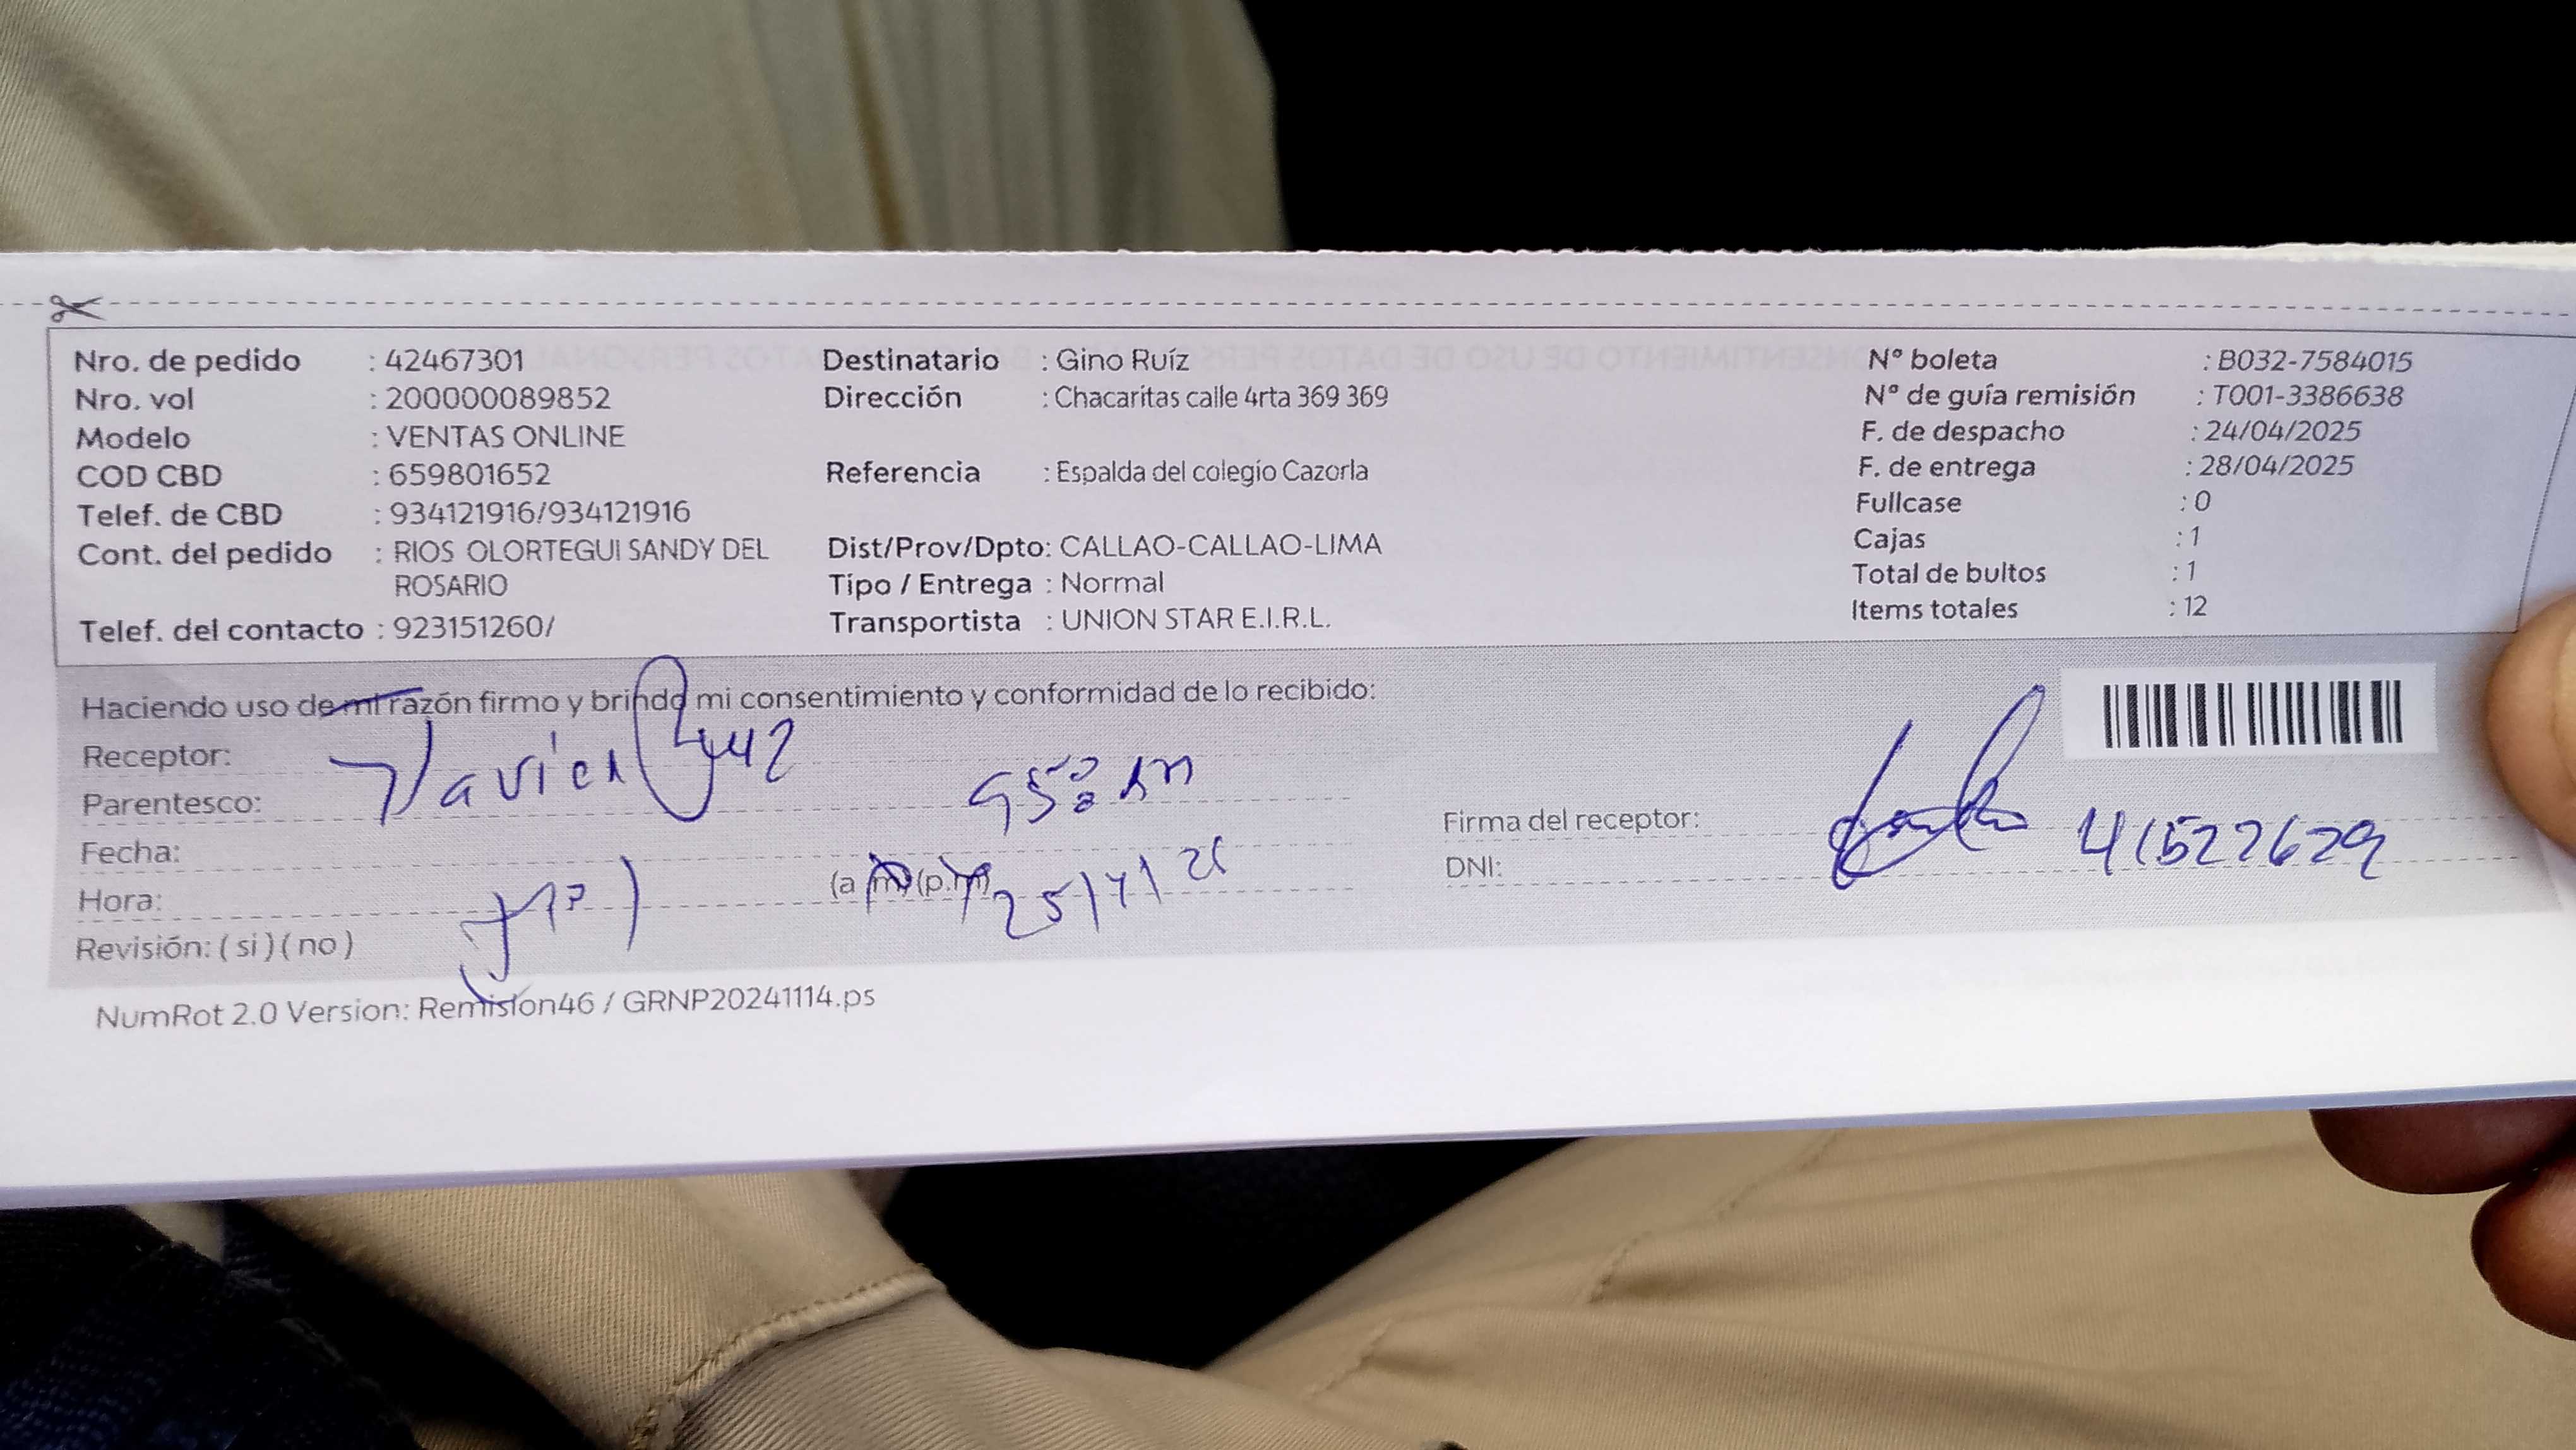 Nro. de pedido : 42467301
Nro. vol : 200000089852
Modelo : VENTAS ONLINE
COD CBD : 659801652
Telef. de CBD : 934121916/934121916
Cont. del pedido : RIOS OLORTEGUI SANDY DEL
ROSARIO
Telef. del contacto : 923151260/
Destinatario : Gino Ruíz
Dirección : Chacaritas calle 4rta 369 369
Referencia : Espalda del colegio Cazorla
Dist/Prov/Dpto: CALLAO-CALLAO-LIMA
Tipo / Entrega : Normal
Transportista : UNION STAR E.I.R.L.
N° boleta : B032-7584015
N° de guía remisión : T001-3386638
F. de despacho : 24/04/2025
F. de entrega : 28/04/2025
Fullcase : 0
Cajas : 1
Total de bultos : 1
Items totales : 12
Haciendo uso de mi razón firmo y brindo mi consentimiento y conformidad de lo recibido:
Receptor: Javier
Parentesco:
Fecha:
Hora: (a.m) (p.m)
Revisión: ( si ) ( no )
Firma del receptor:
DNI: 41522629
NumRot 2.0 Version: Remision46 / GRNP20241114.ps